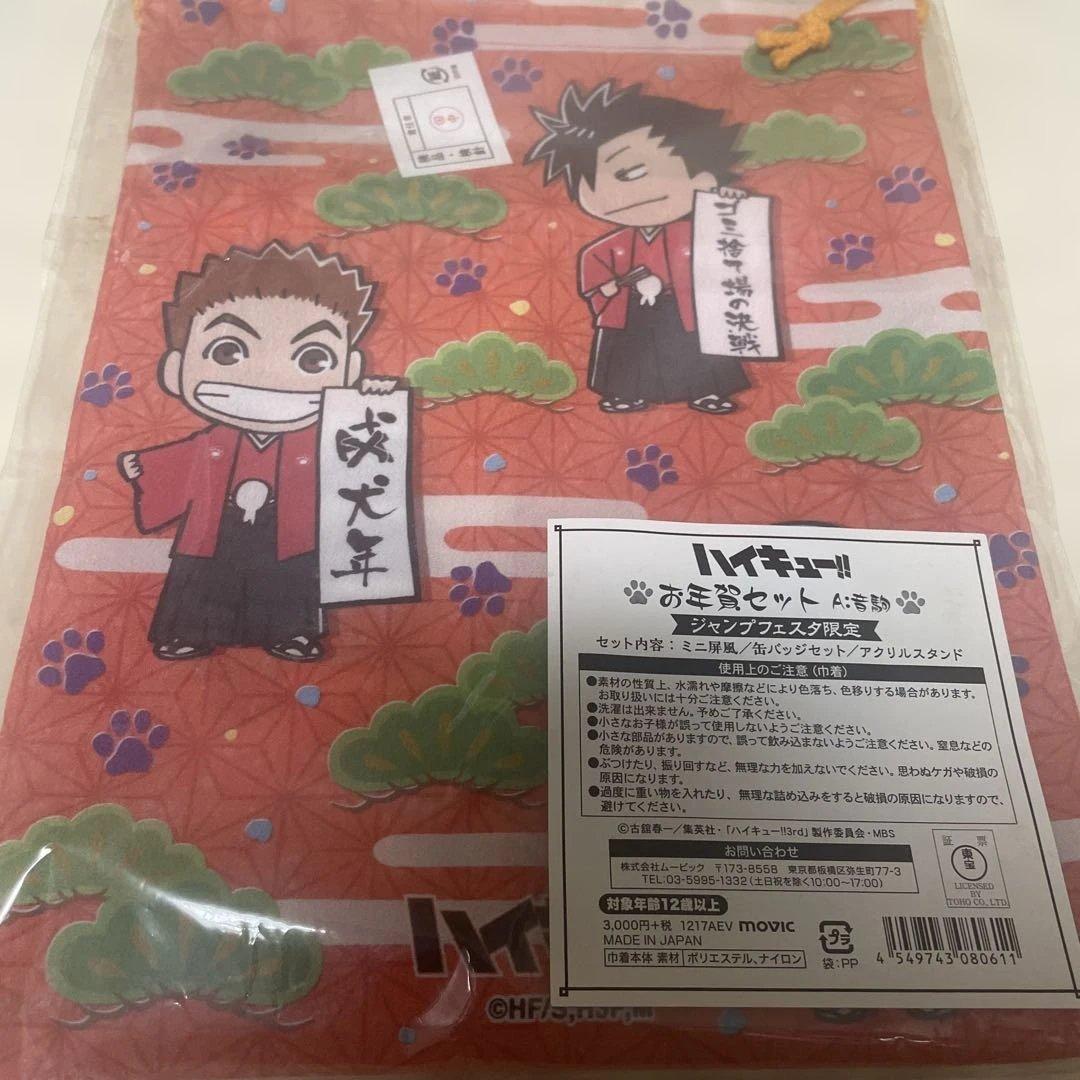 ゴミ捨て場の決戦
成犬年
責任者
検品・検針
ハイキュー!!
お年賀セット A:音駒
ジャンプフェスタ限定
セット内容:ミニ屏風／缶バッジセット／アクリルスタンド
使用上のご注意(巾着)
●素材の性質上、水濡れや摩擦などにより色落ち、色移りする場合があります。
お取り扱いには十分ご注意ください。
●洗濯は出来ません。予めご了承ください。
●小さなお子様が誤って使用しないようご注意ください。
●小さな部品がありますので、誤って飲み込まないようご注意ください。窒息などの
危険があります。
●ぶつけたり、振り回すなど、無理な力を加えないでください。思わぬケガや破損の
原因になります。
●過度に重い物を入れたり、無理な詰め込みをすると破損の原因になりますので、
避けてください。
©古舘春一／集英社・「ハイキュー!!3rd」製作委員会・MBS
お問い合わせ
株式会社ムービック 〒173-8558 東京都板橋区弥生町77-3
TEL:03-5995-1332(土日祝を除く10:00〜17:00)
証票
東宝
LICENSED
BY
TOHO CO., LTD.
対象年齢12歳以上
3,000円+税 1217AEV movic
MADE IN JAPAN
巾着本体 素材 ポリエステル、ナイロン
プラ
袋:PP
4 549743 080611
ハイ
©HF/S,HJP,M